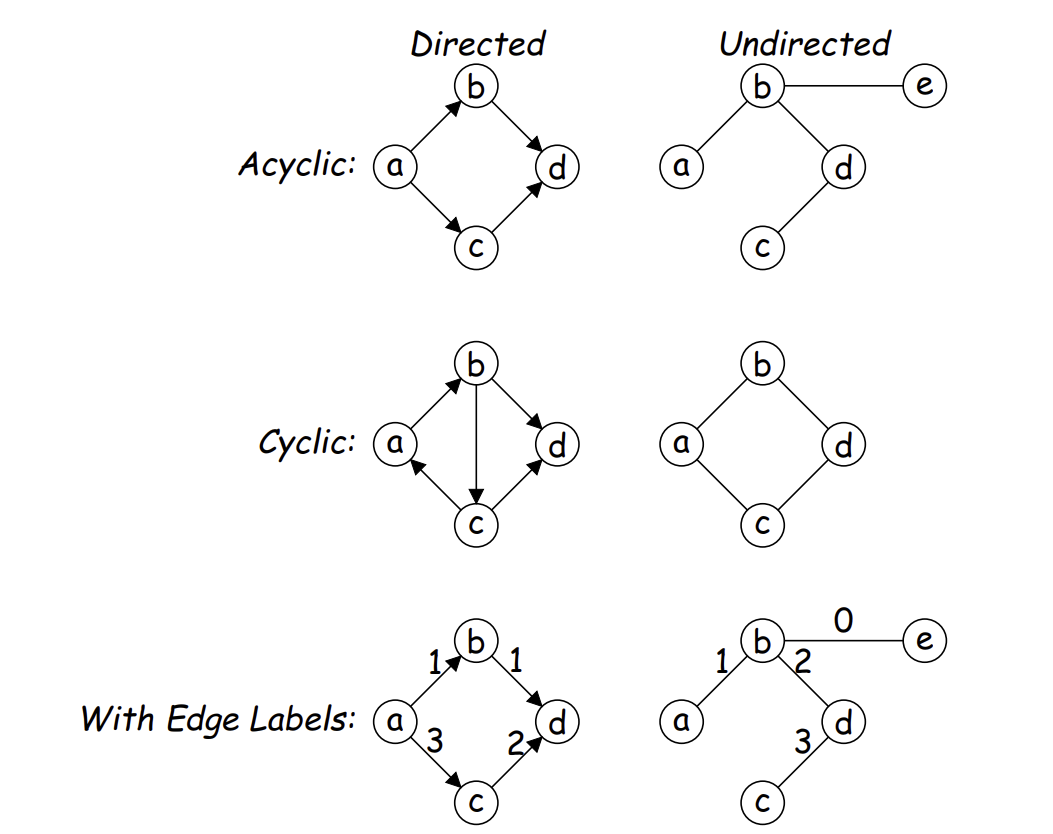 Directed Undirected
b b e
Acyclic: a d a d
c c
b b
Cyclic: a d a d
c c
0
b b e
1 1 1 2
With Edge Labels: a d a d
3 2 3
c c